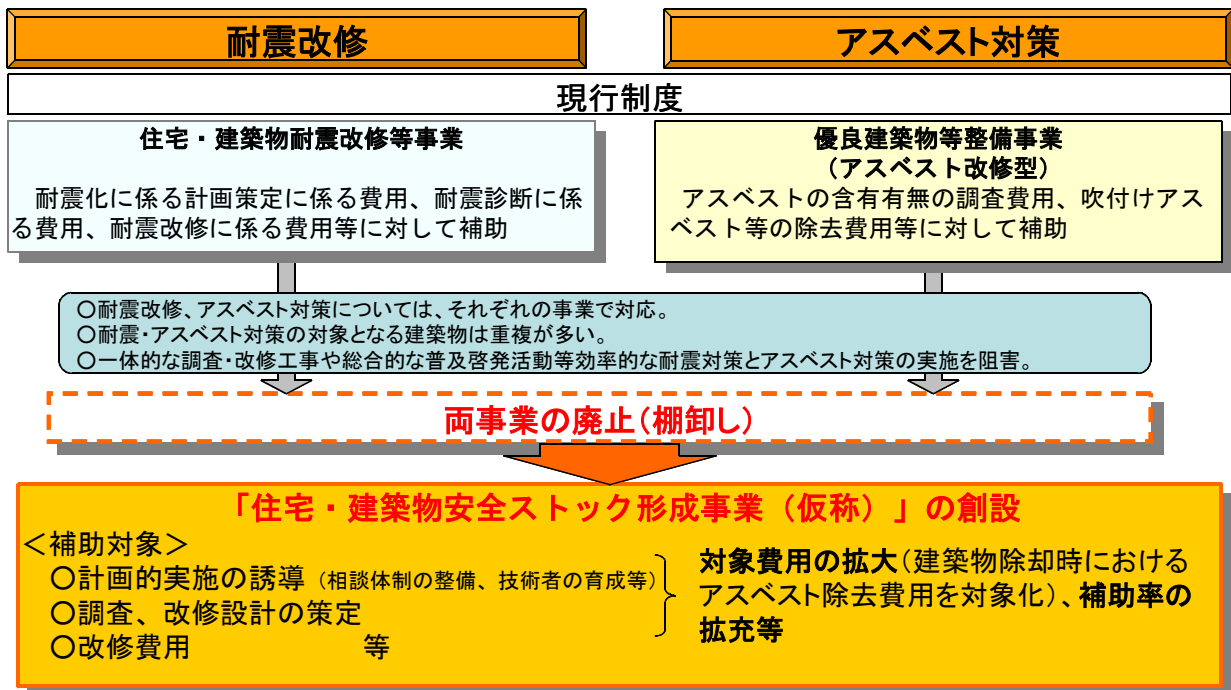 耐震改修
アスベスト対策
現行制度
住宅・建築物耐震改修等事業
耐震化に係る計画策定に係る費用、耐震診断に係
る費用、耐震改修に係る費用等に対して補助
優良建築物等整備事業
（アスベスト改修型）
アスベストの含有有無の調査費用、吹付けアス
ベスト等の除去費用等に対して補助
○耐震改修、アスベスト対策については、それぞれの事業で対応。
○耐震・アスベスト対策の対象となる建築物は重複が多い。
○一体的な調査・改修工事や総合的な普及啓発活動等効率的な耐震対策とアスベスト対策の実施を阻害。
両事業の廃止（棚卸し）
「住宅・建築物安全ストック形成事業（仮称）」の創設
＜補助対象＞
○計画的実施の誘導（相談体制の整備、技術者の育成等）
○調査、改修設計の策定
○改修費用　　　　　　　等
対象費用の拡大（建築物除却時における
アスベスト除去費用を対象化）、補助率の
拡充等